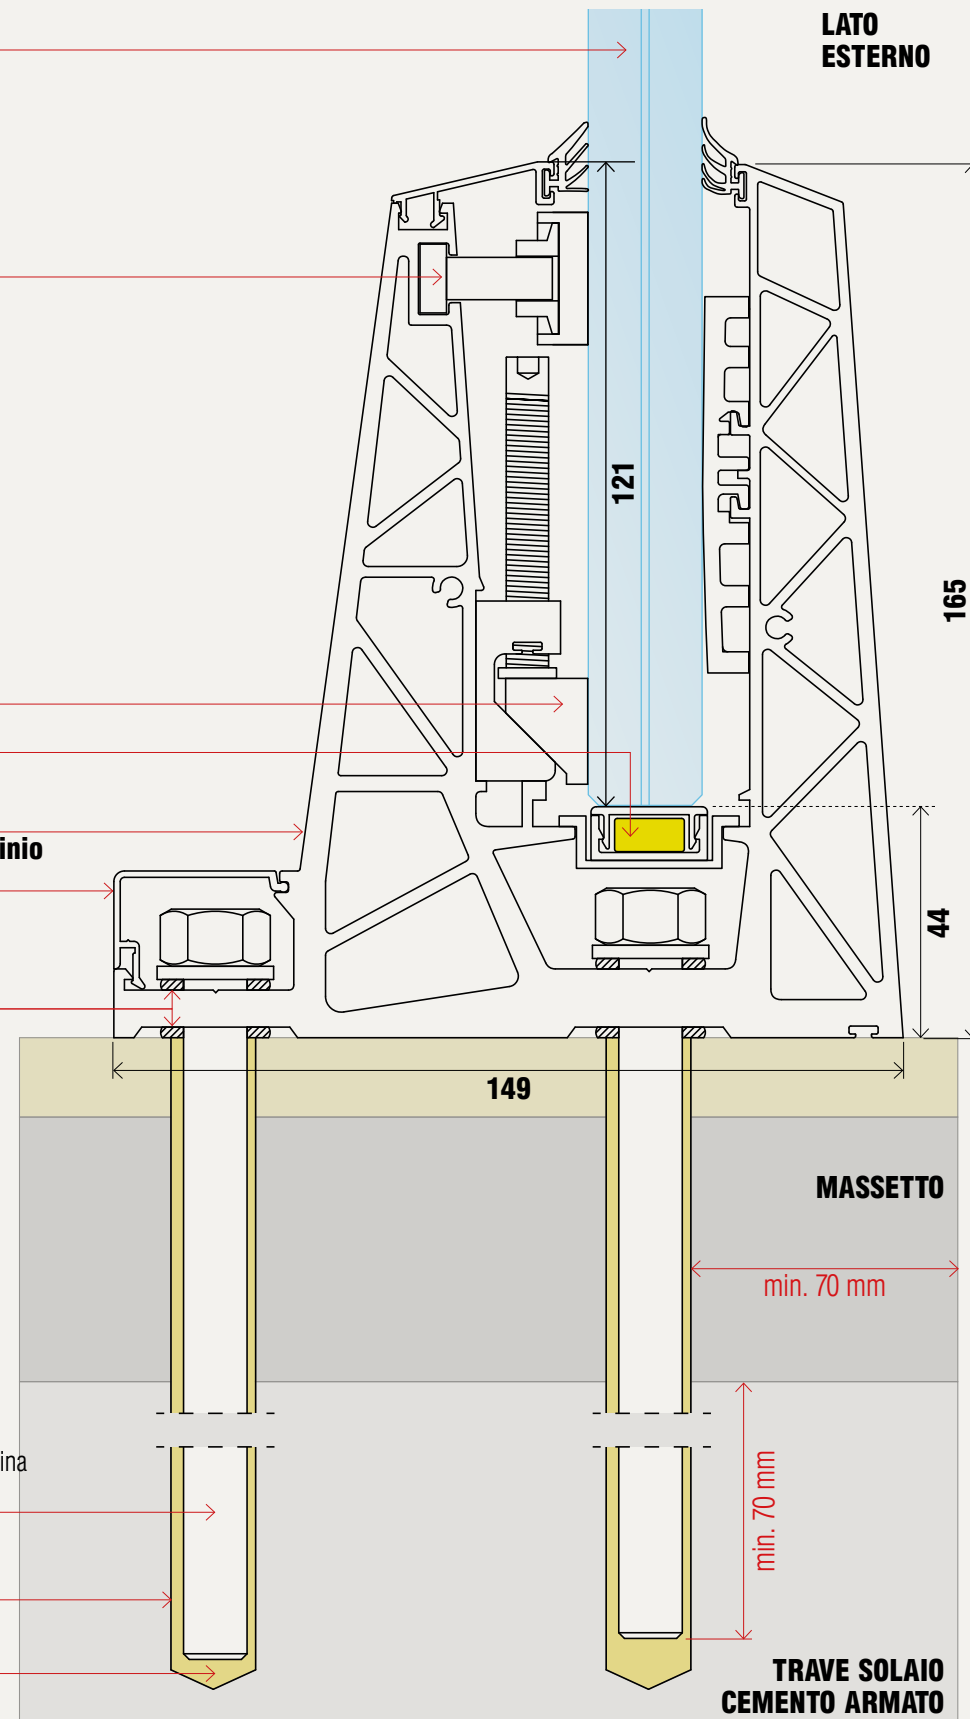 LATO
ESTERNO
121
165
inio
44
149
MASSETTO
min. 70 mm
ina
min. 70 mm
TRAVE SOLAIO
CEMENTO ARMATO